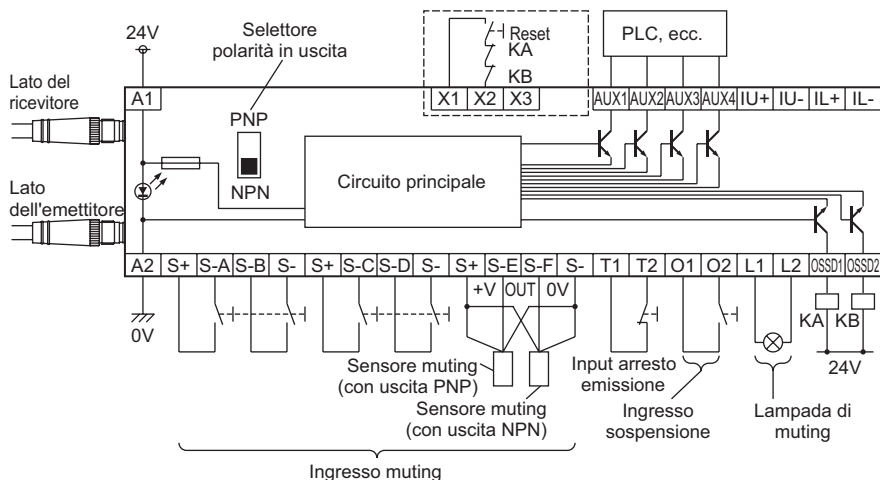 24V
Selettore
polarità in uscita
Reset
KA
KB
PLC, ecc.
Lato del
ricevitore
A1
X1 X2 X3
AUX1 AUX2 AUX3 AUX4 IU+ IU- IL+ IL-
PNP
NPN
Circuito principale
Lato
dell'emettitore
A2 S+ S-A S-B S- S+ S-C S-D S- S+ S-E S-F S- T1 T2 O1 O2 L1 L2 OSSD1 OSSD2
0V
+V OUT 0V
KA KB
24V
Sensore muting
(con uscita PNP)
Sensore muting
(con uscita NPN)
Input arresto
emissione
Ingresso
sospensione
Lampada di
muting
Ingresso muting